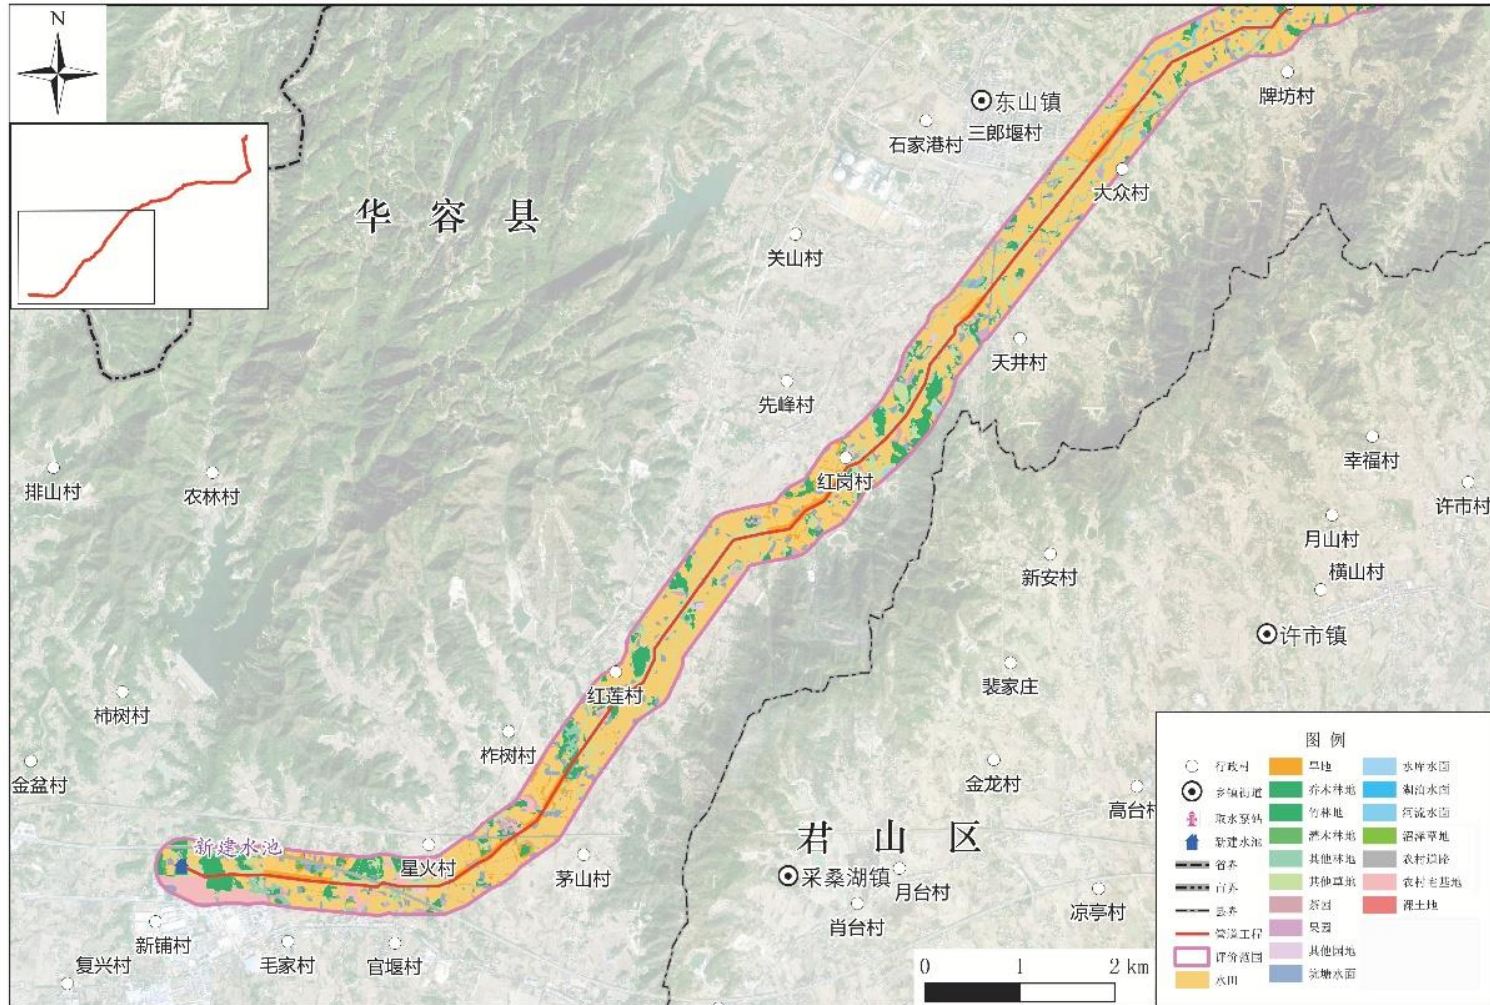 N
牌坊村
东山镇
石家港村
三郎堰村
大众村
华容县
关山村
天井村
先峰村
幸福村
排山村
农林村
红岗村
许市村
月山村
新安村
横山村
许市镇
裴家庄
红莲村
柿树村
柞树村
金盆村
金龙村
高台村
新建水池
君山区
星火村
茅山村
采桑湖镇
月台村
凉亭村
肖台村
新铺村
复兴村
毛家村
官堰村
0 1 2 km
图例
行政村
乡镇街道
取水泵站
新建水池
省界
市界
县界
管道工程
评价范围
水田
旱地
乔木林地
竹林地
灌木林地
其他林地
其他草地
茶园
果园
其他园地
坑塘水面
水库水面
湖泊水面
河流水面
沼泽草地
农村道路
农村宅基地
裸土地